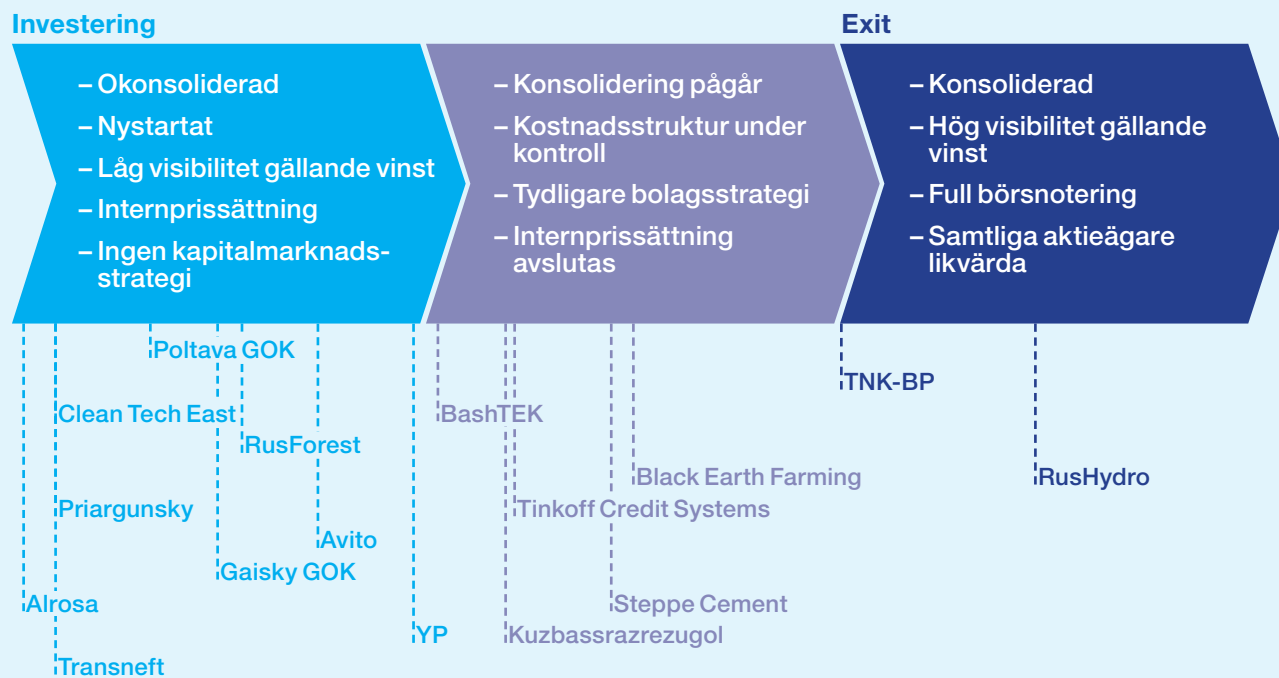 Investering
– Okonsoliderad
– Nystartat
– Låg visibilitet gällande vinst
– Internprissättning
– Ingen kapitalmarknads-
strategi
– Konsolidering pågår
– Kostnadsstruktur under
kontroll
– Tydligare bolagsstrategi
– Internprissättning
avslutas
Exit
– Konsoliderad
– Hög visibilitet gällande
vinst
– Full börsnotering
– Samtliga aktieägare
likvärda
Poltava GOK
Clean Tech East
RusForest
Priargunsky
Avito
Gaisky GOK
Alrosa
YP
Transneft
BashTEK
Black Earth Farming
Tinkoff Credit Systems
Steppe Cement
Kuzbassrazrezugol
TNK-BP
RusHydro